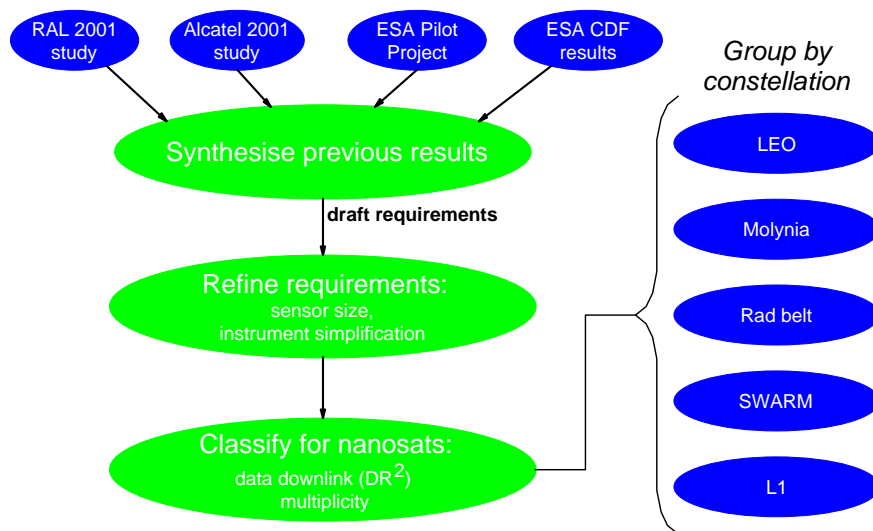 RAL 2001
study
Alcatel 2001
study
ESA Pilot
Project
ESA CDF
results
Synthesise previous results
draft requirements
Refine requirements:
sensor size,
instrument simplification
Classify for nanosats:
data downlink (DR²)
multiplicity
Group by
constellation
LEO
Molynia
Rad belt
SWARM
L1